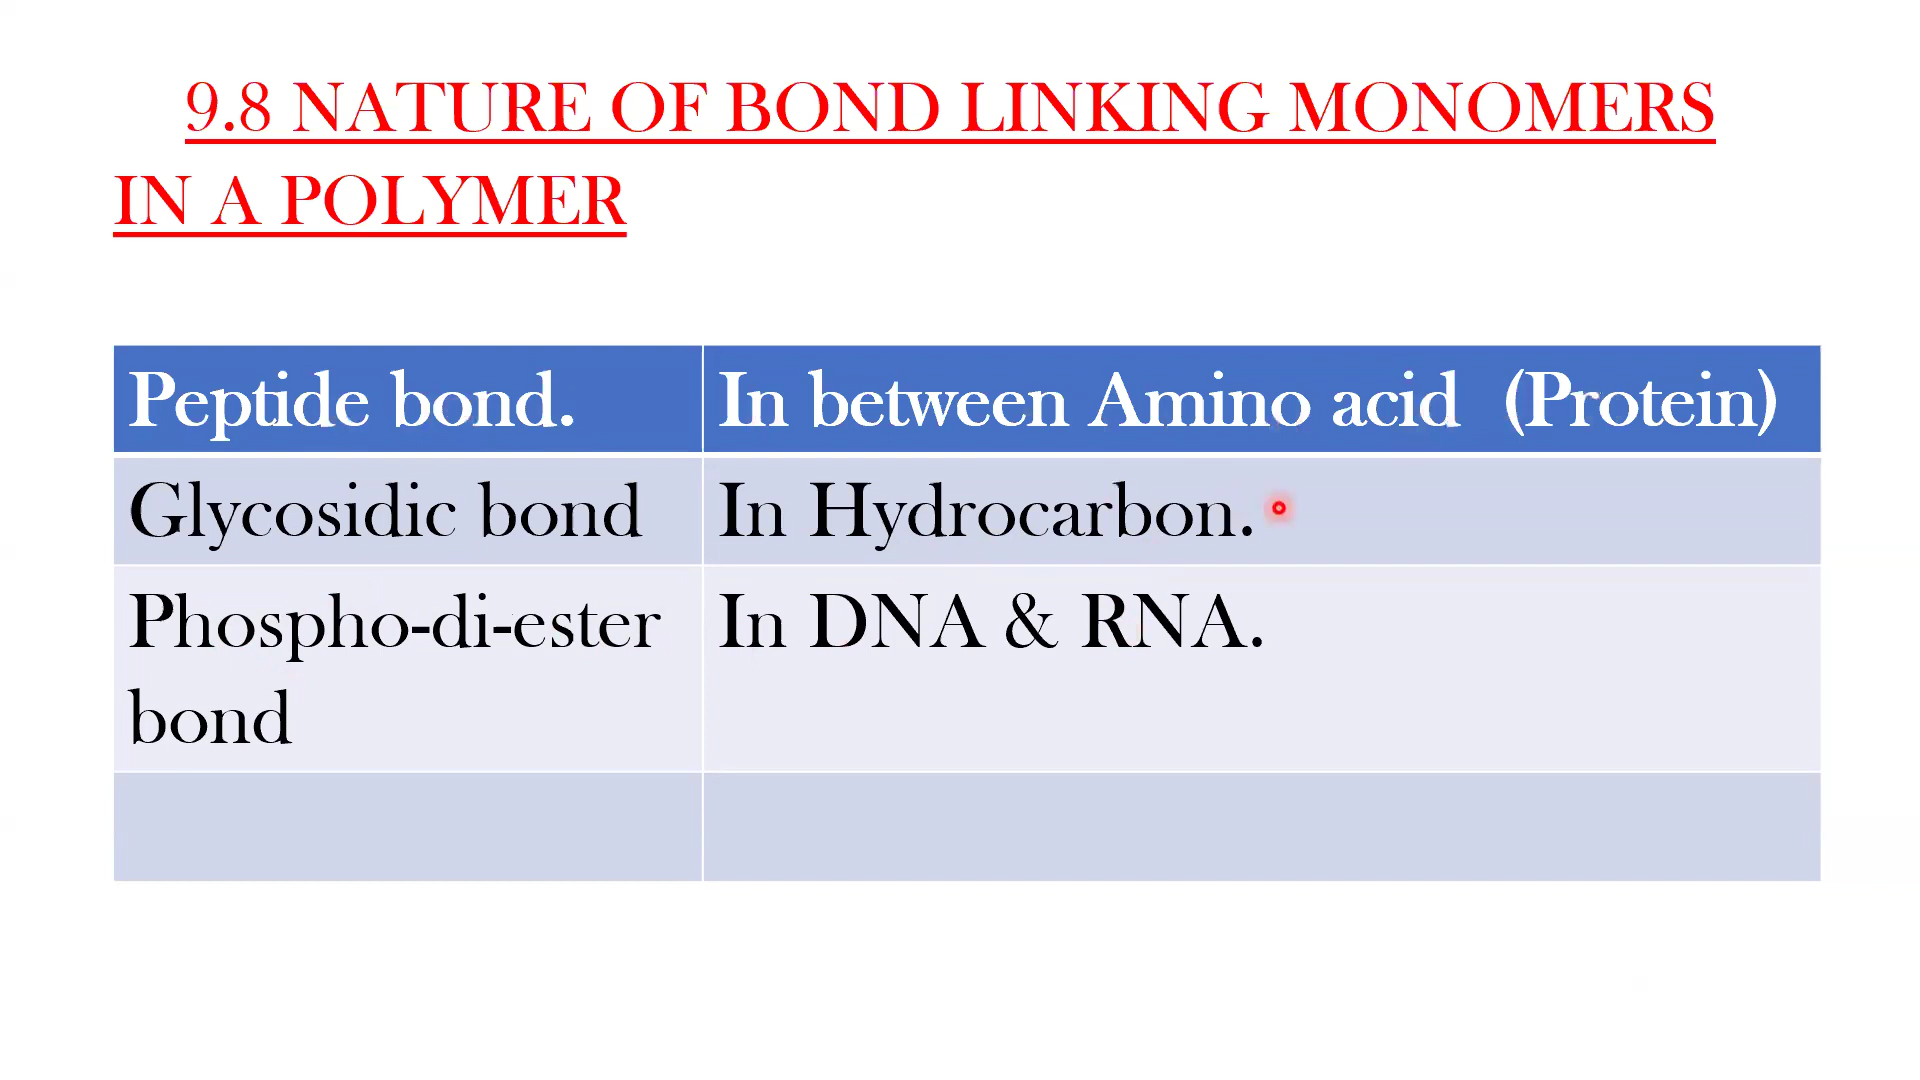 9.8 NATURE OF BOND LINKING MONOMERS
IN A POLYMER
Peptide bond.
In between Amino acid (Protein)
Glycosidic bond
In Hydrocarbon.
Phospho-di-ester
bond
In DNA & RNA.